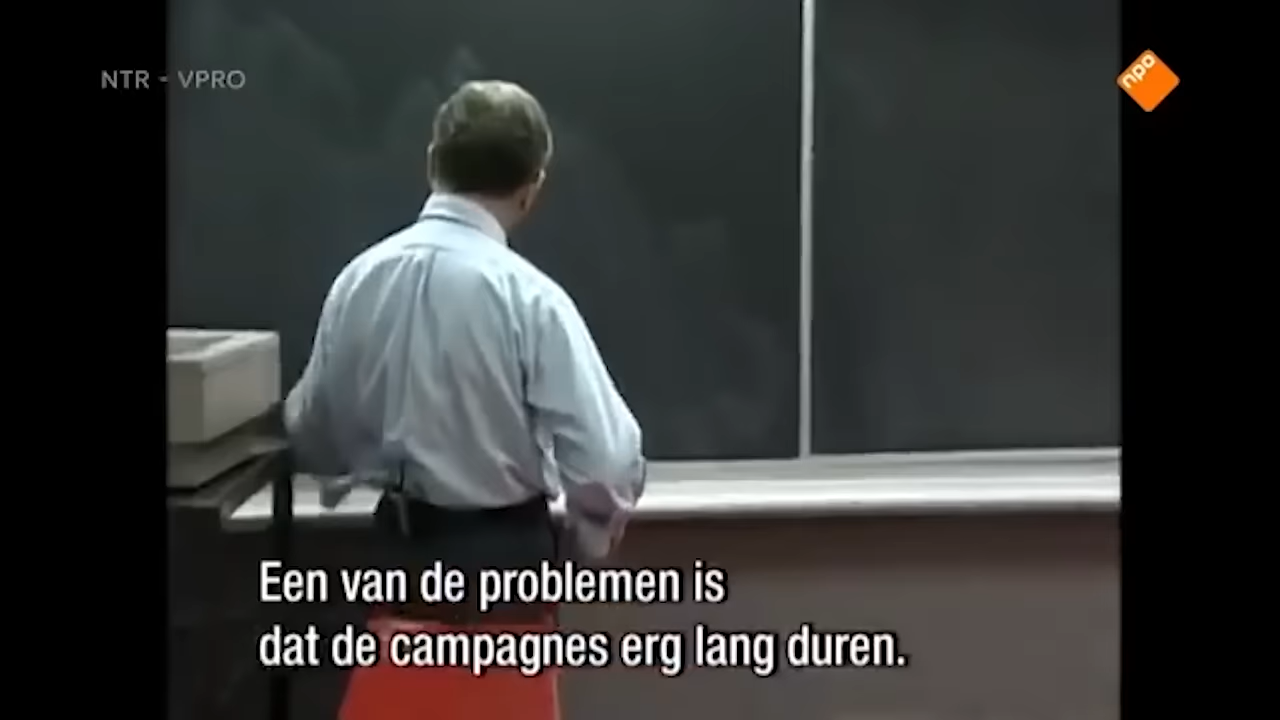 NTR - VPRO
npo
Een van de problemen is
dat de campagnes erg lang duren.